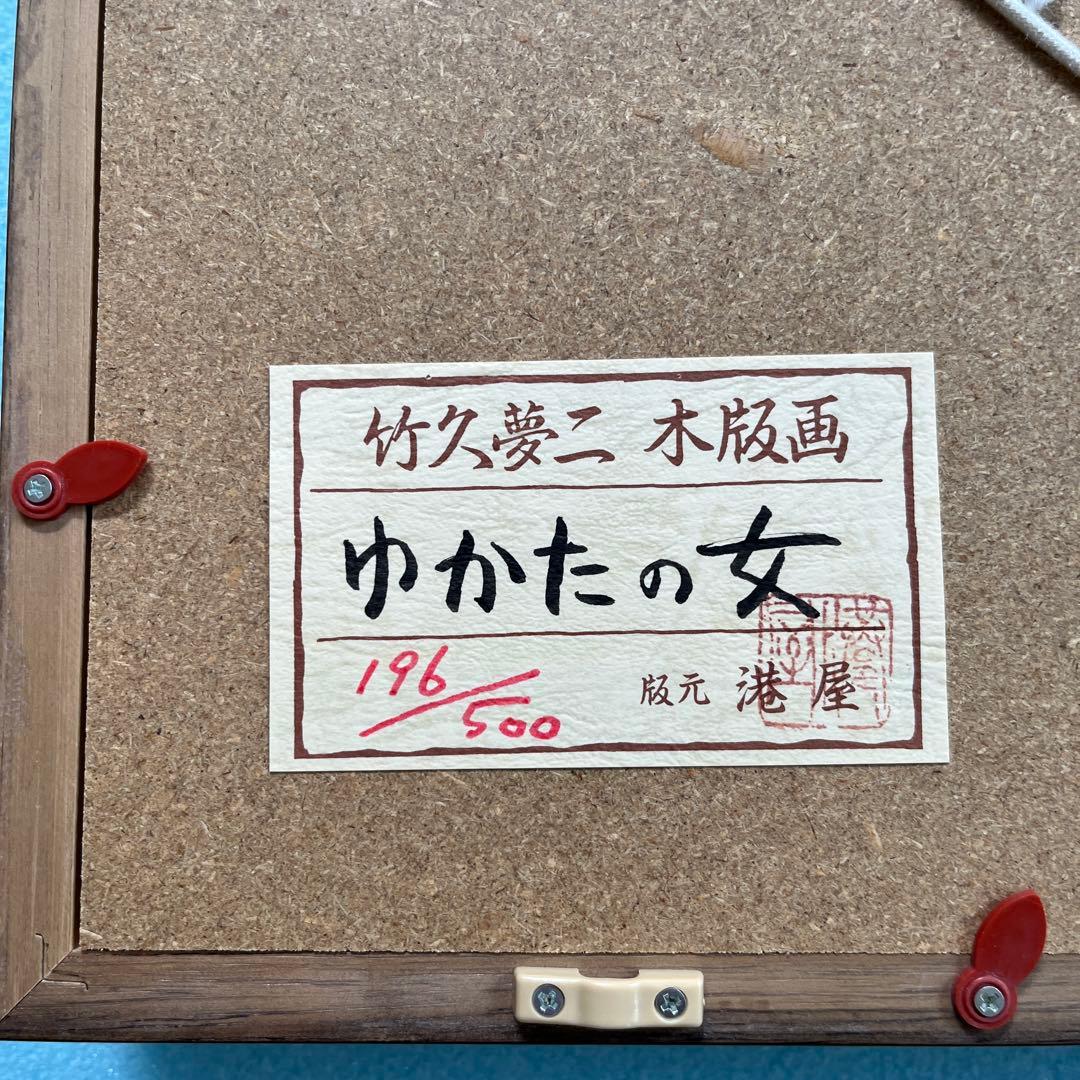 竹久夢二 木版画
ゆかたの女
196/500
版元 港屋